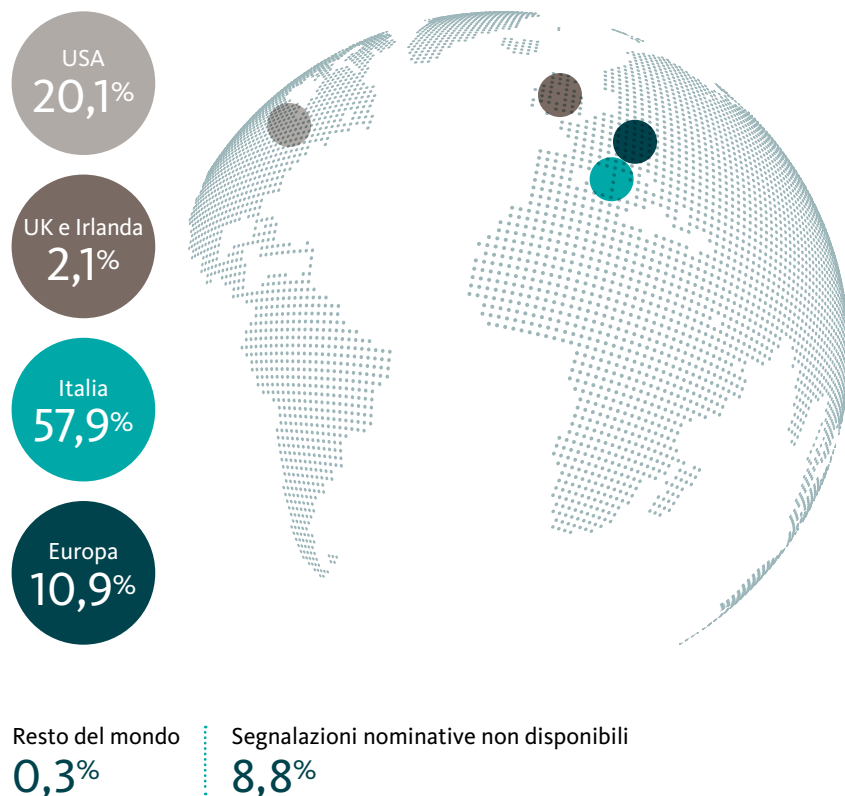 USA
20,1%
UK e Irlanda
2,1%
Italia
57,9%
Europa
10,9%
Resto del mondo
0,3%
Segnalazioni nominative non disponibili
8,8%